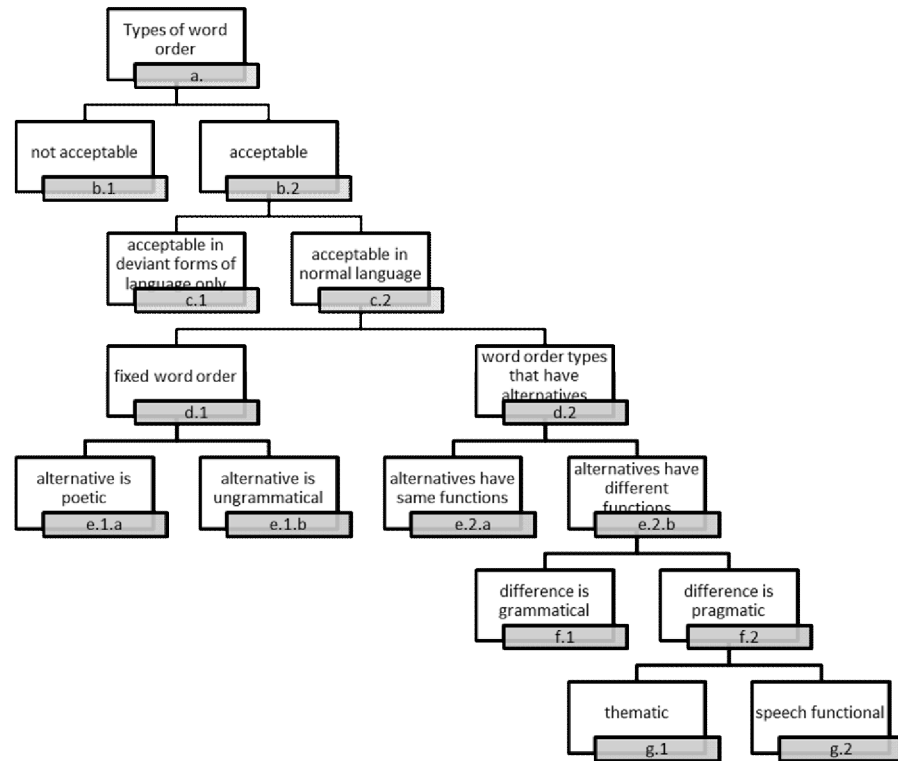 Types of word
order
a.
not acceptable
b.1
acceptable
b.2
acceptable in
deviant forms of
language only
c.1
acceptable in
normal language
c.2
fixed word order
d.1
word order types
that have
alternatives
d.2
alternative is
poetic
e.1.a
alternative is
ungrammatical
e.1.b
alternatives have
same functions
e.2.a
alternatives have
different
functions
e.2.b
difference is
grammatical
f.1
difference is
pragmatic
f.2
thematic
g.1
speech functional
g.2